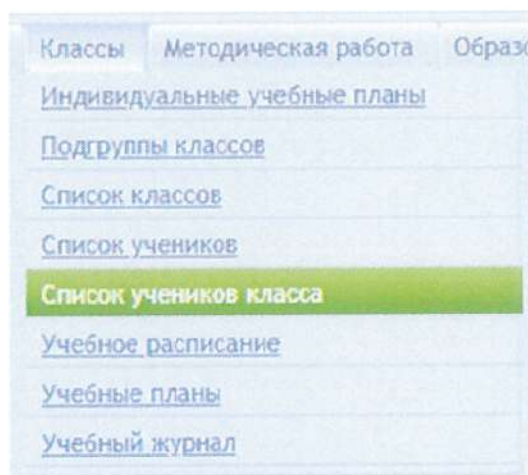 Классы Методическая работа Образо
Индивидуальные учебные планы
Подгруппы классов
Список классов
Список учеников
Список учеников класса
Учебное расписание
Учебные планы
Учебный журнал